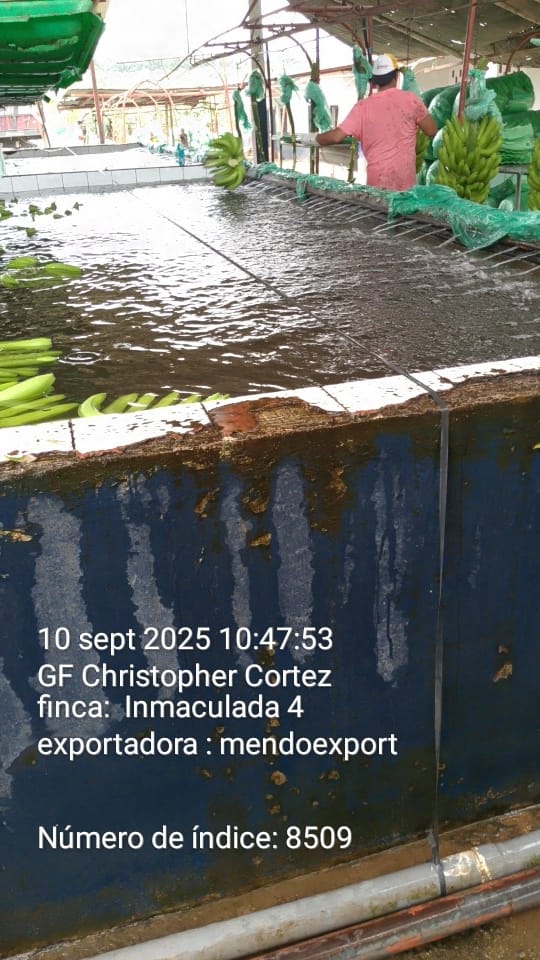 10 sept 2025 10:47:53
GF Christopher Cortez
finca: Inmaculada 4
exportadora : mendoexport
Número de índice: 8509